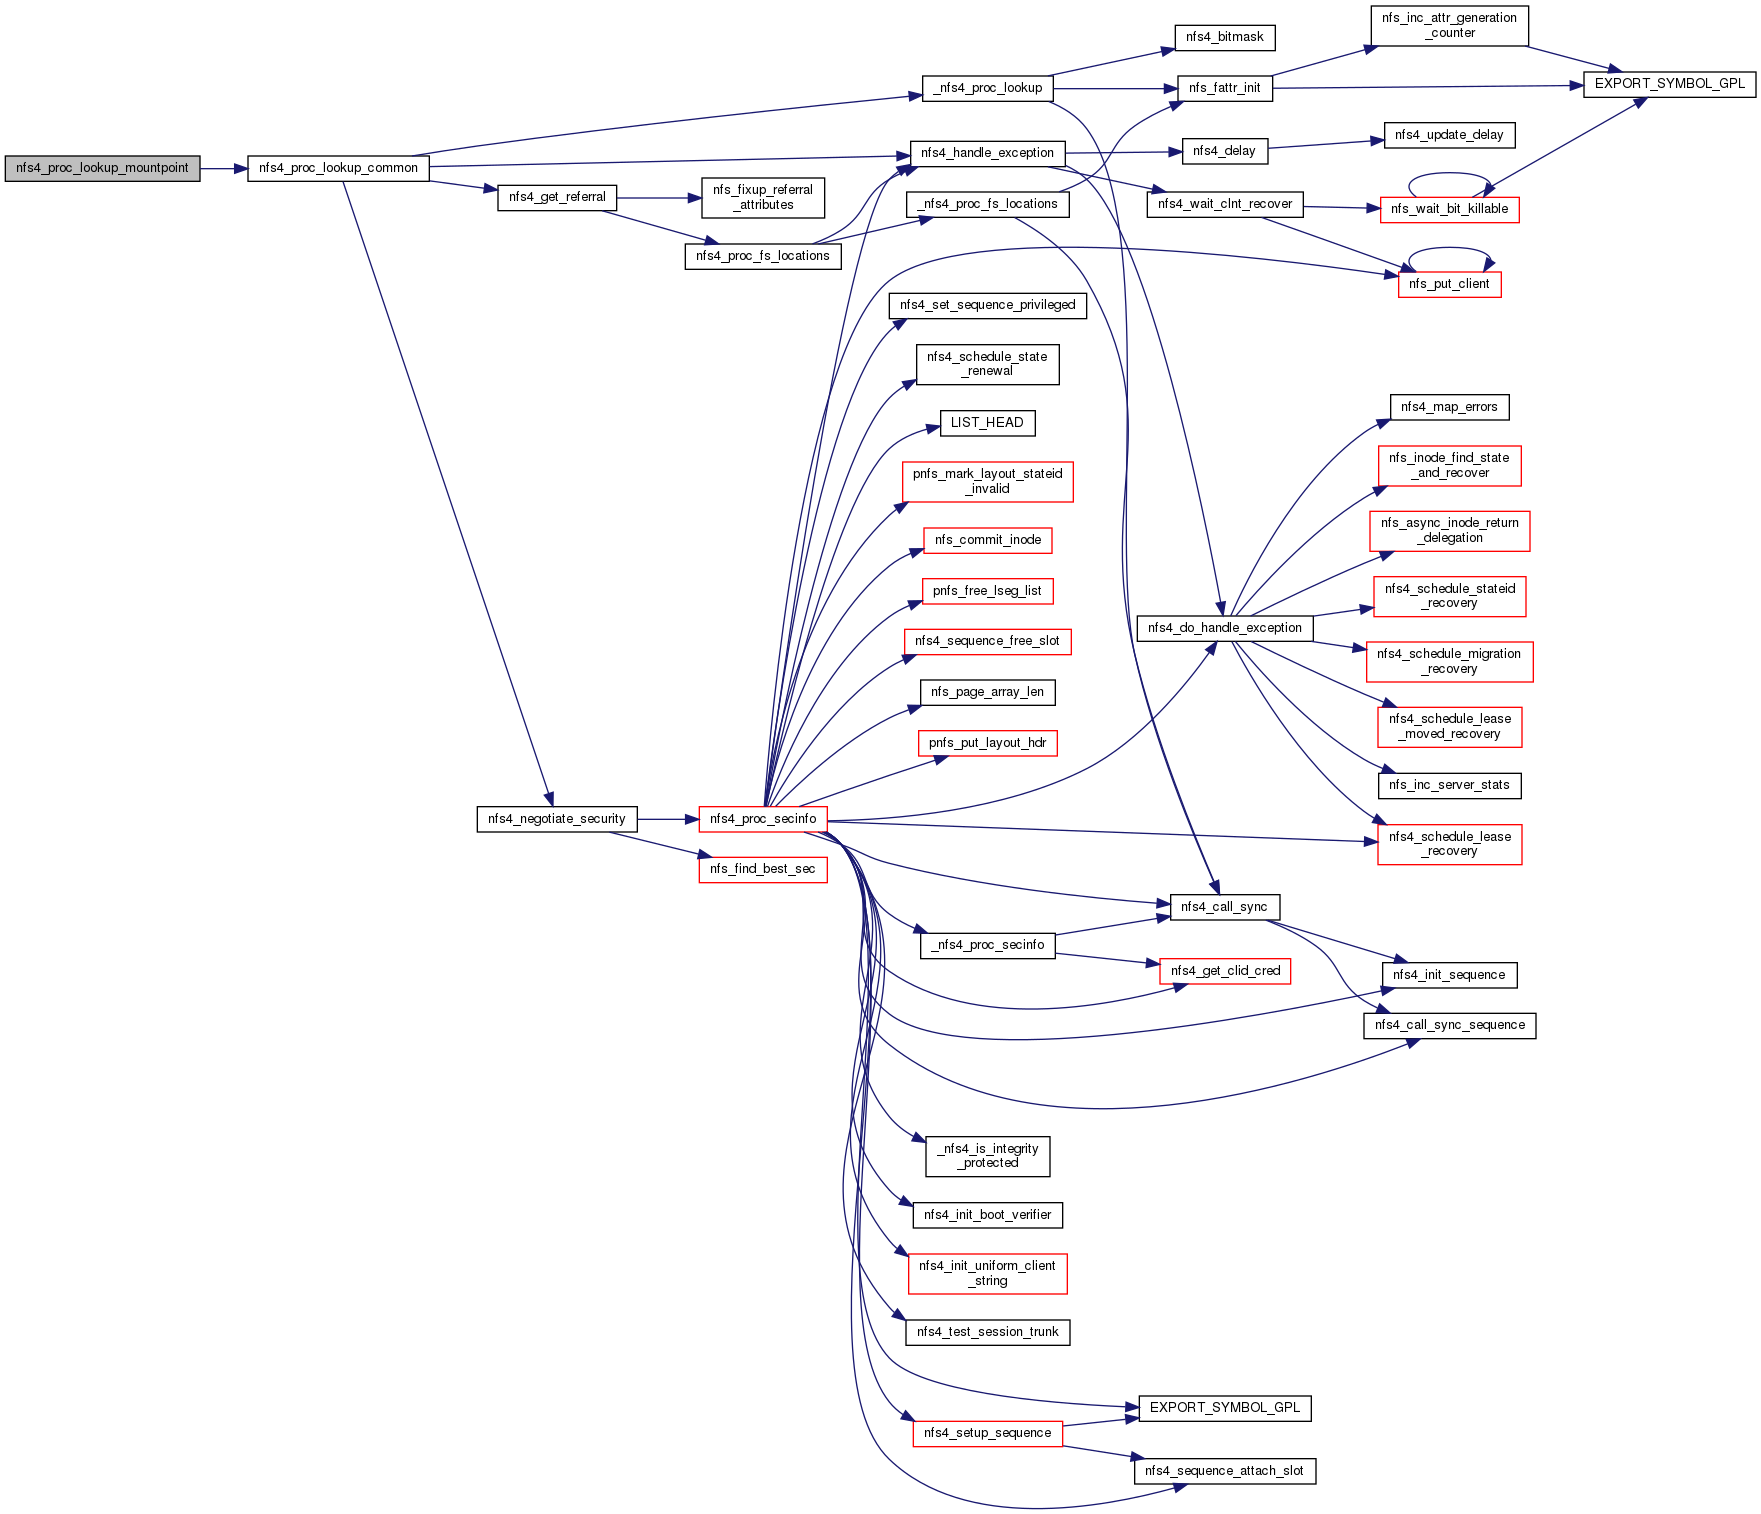 nfs4_proc_lookup_mountpoint
nfs4_proc_lookup_common
nfs4_get_referral
nfs4_negotiate_security
nfs_fixup_referral
_attributes
nfs4_proc_fs_locations
nfs4_proc_secinfo
nfs_find_best_sec
_nfs4_proc_lookup
nfs4_handle_exception
_nfs4_proc_fs_locations
nfs4_set_sequence_privileged
nfs4_schedule_state
_renewal
LIST_HEAD
pnfs_mark_layout_stateid
_invalid
nfs_commit_inode
pnfs_free_lseg_list
nfs4_sequence_free_slot
nfs_page_array_len
pnfs_put_layout_hdr
_nfs4_proc_secinfo
_nfs4_is_integrity
_protected
nfs4_init_boot_verifier
nfs4_init_uniform_client
_string
nfs4_test_session_trunk
nfs4_setup_sequence
nfs4_bitmask
nfs_fattr_init
nfs4_delay
nfs4_wait_clnt_recover
nfs4_do_handle_exception
nfs4_call_sync
nfs4_get_clid_cred
EXPORT_SYMBOL_GPL
nfs4_sequence_attach_slot
nfs_inc_attr_generation
_counter
nfs4_update_delay
nfs_wait_bit_killable
nfs_put_client
nfs4_map_errors
nfs_inode_find_state
_and_recover
nfs_async_inode_return
_delegation
nfs4_schedule_stateid
_recovery
nfs4_schedule_migration
_recovery
nfs4_schedule_lease
_moved_recovery
nfs_inc_server_stats
nfs4_schedule_lease
_recovery
nfs4_init_sequence
nfs4_call_sync_sequence
EXPORT_SYMBOL_GPL